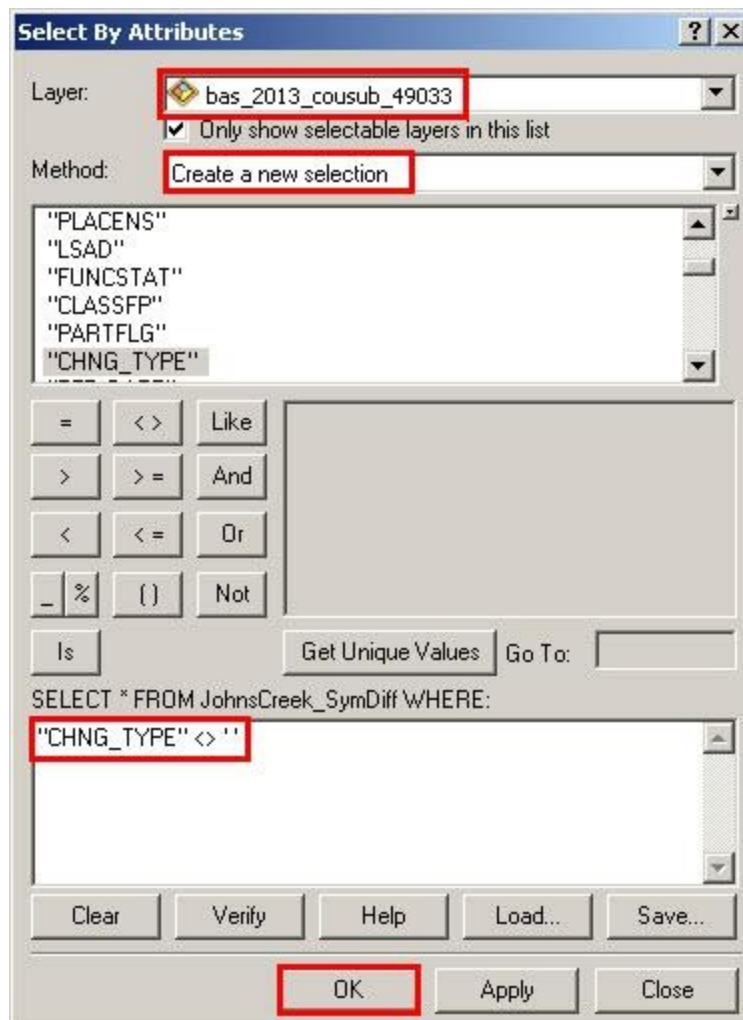 Select By Attributes
? X
Layer: bas_2013_cousub_49033
Only show selectable layers in this list
Method: Create a new selection
"PLACENS"
"LSAD"
"FUNCSTAT"
"CLASSFP"
"PARTFLG"
"CHNG_TYPE"
= < > Like
> > = And
< < = Or
_ % () Not
Is Get Unique Values Go To:
SELECT * FROM JohnsCreek_SymDiff WHERE:
"CHNG_TYPE" <> ' '
Clear Verify Help Load... Save...
OK Apply Close